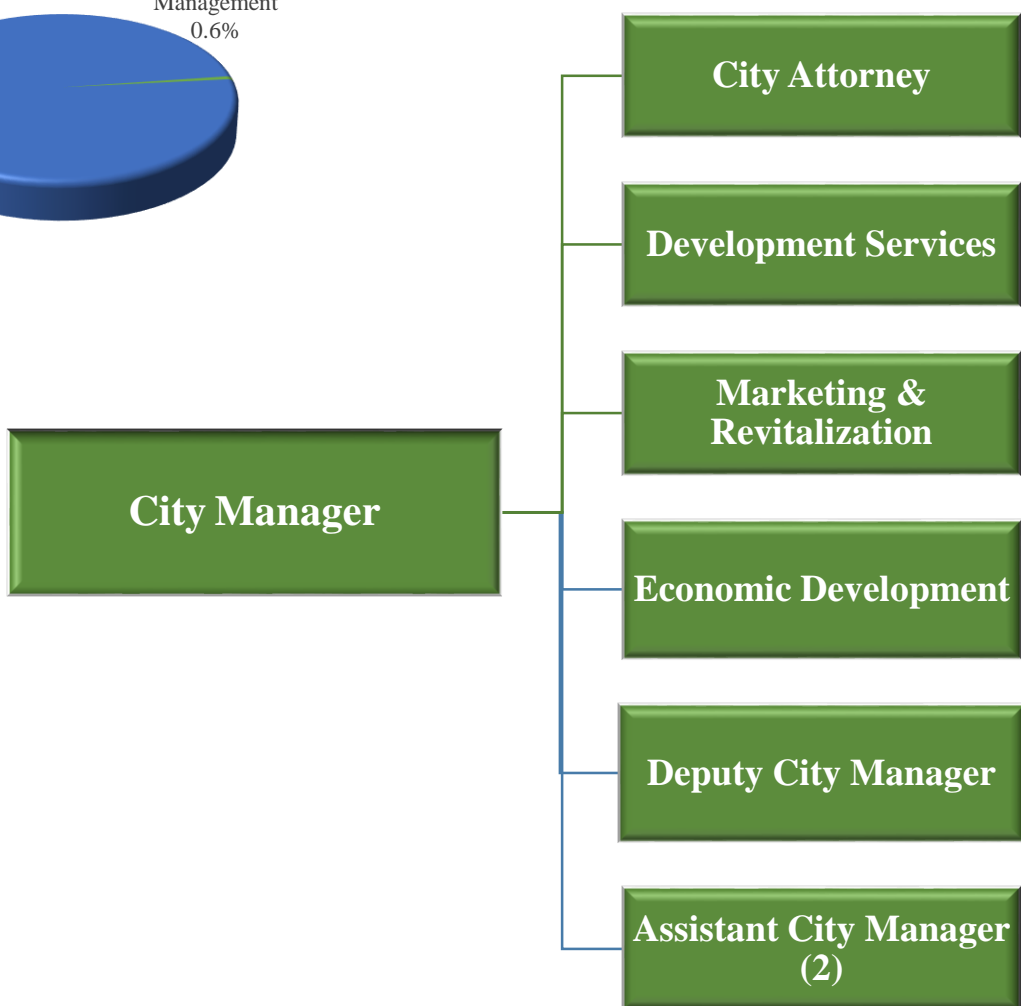 Management
0.6%
City Attorney
Development Services
Marketing &
Revitalization
City Manager
Economic Development
Deputy City Manager
Assistant City Manager
(2)